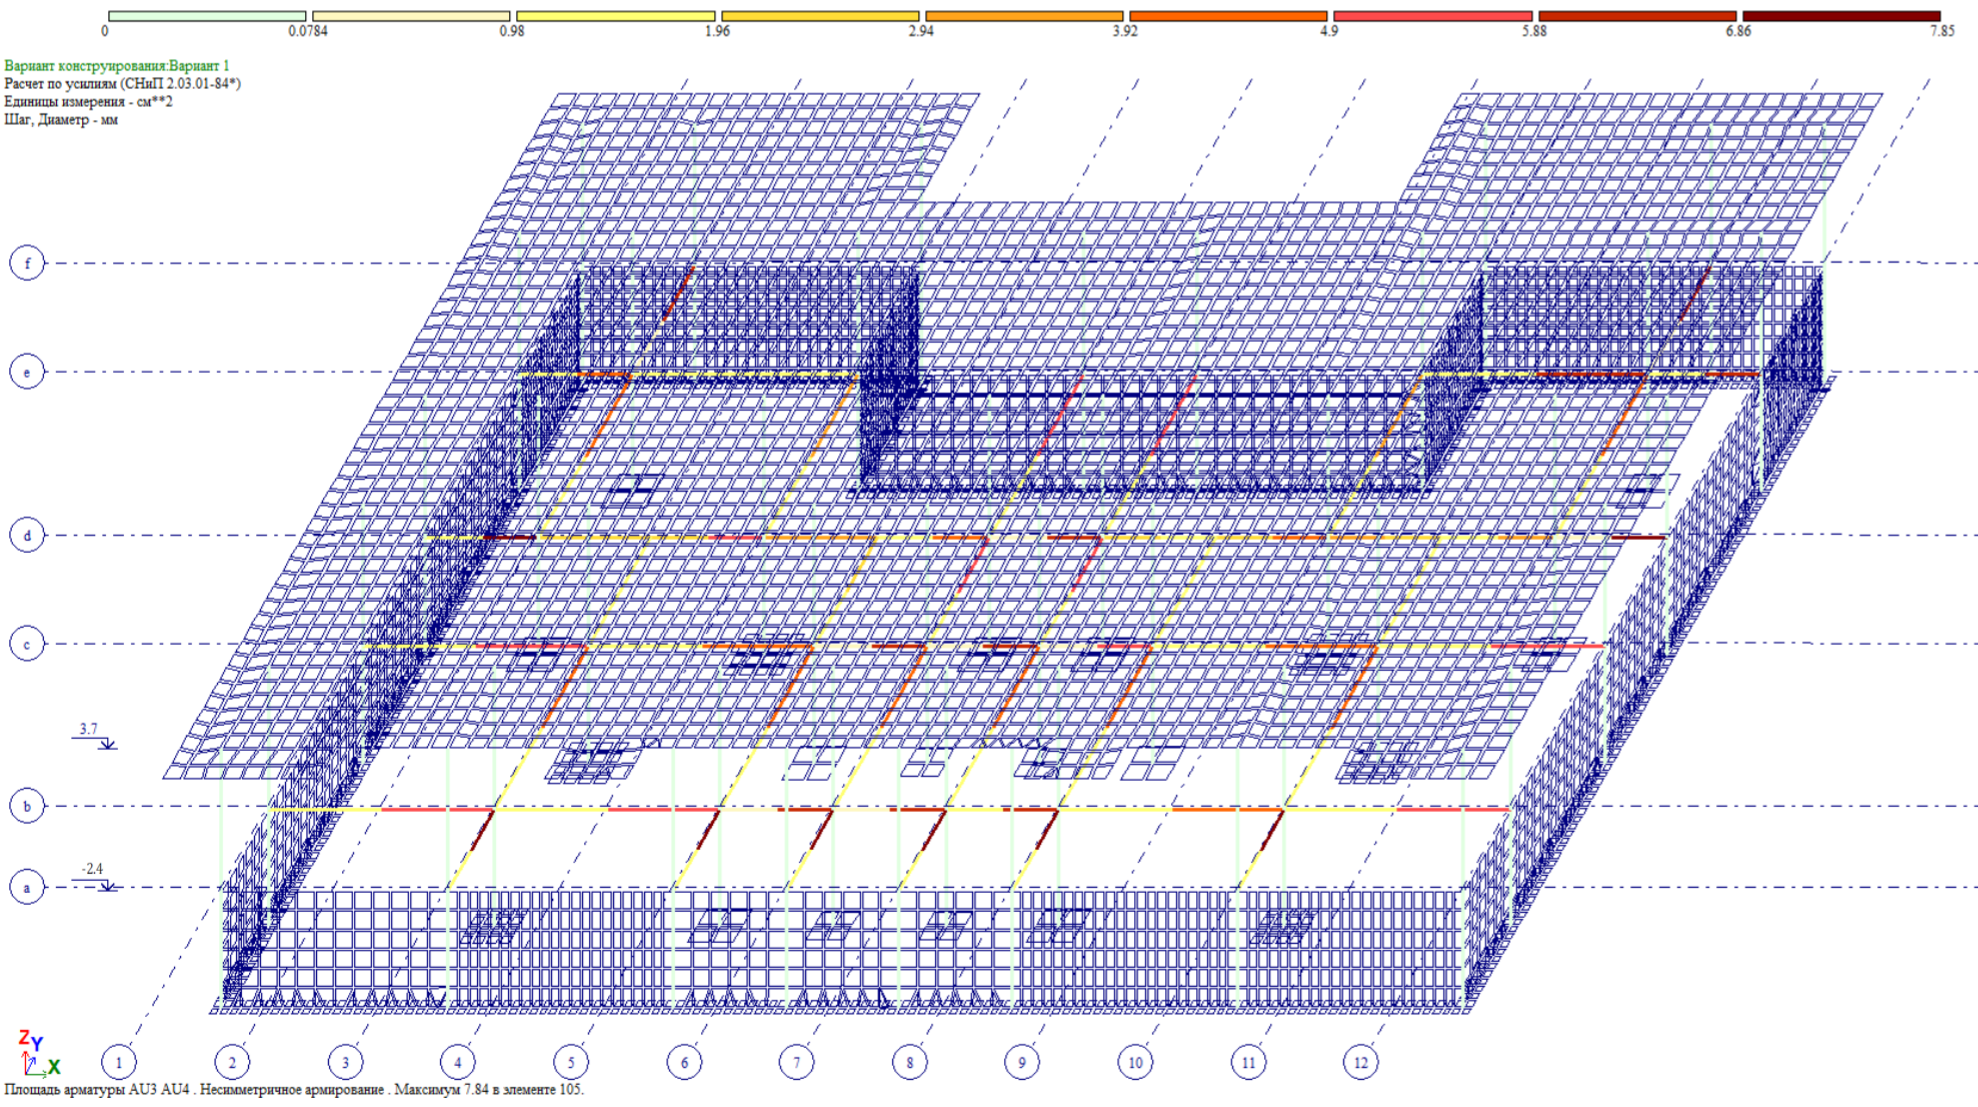 0 0.0784 0.98 1.96 2.94 3.92 4.9 5.88 6.86 7.85
Вариант конструирования:Вариант 1
Расчет по усилиям (СНиП 2.03.01-84*)
Единицы измерения - см**2
Шаг, Диаметр - мм
f
e
d
c
3.7
b
-2.4
a
Z
Y
X
1 2 3 4 5 6 7 8 9 10 11 12
Площадь арматуры AU3 AU4 . Несимметричное армирование . Максимум 7.84 в элементе 105.